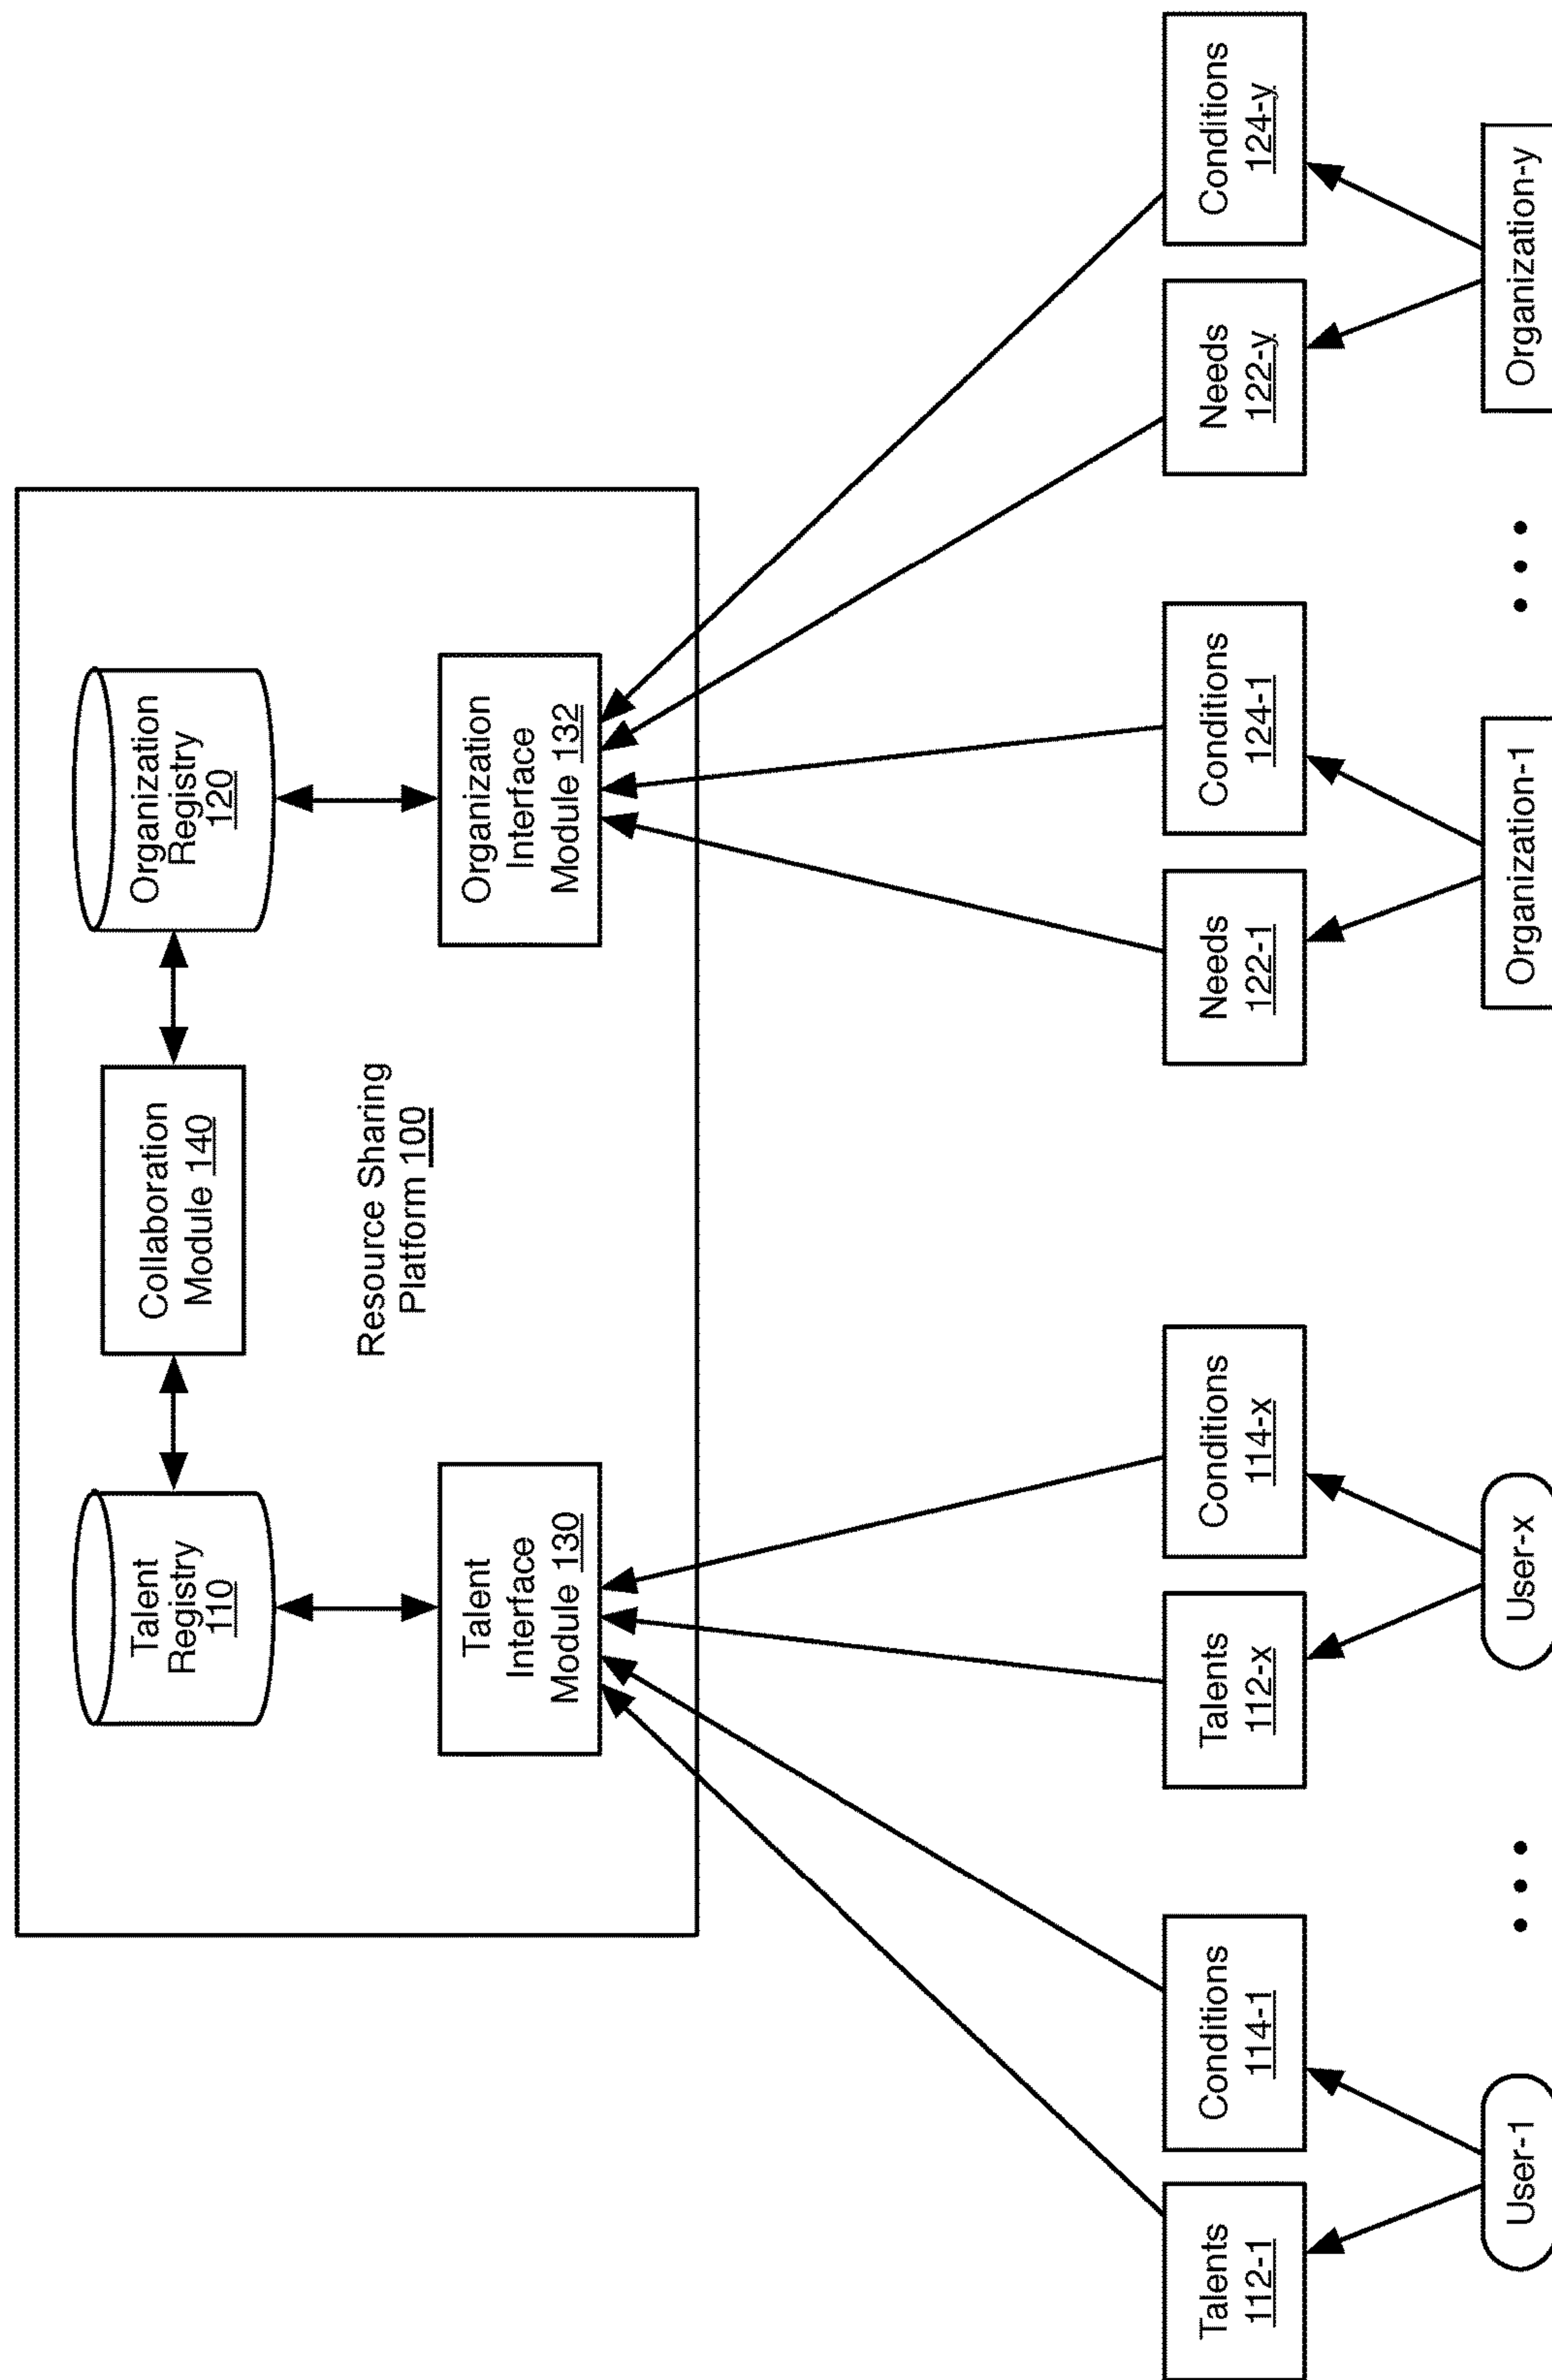 Talent
Registry
110
Collaboration
Module 140
Organization
Registry
120
Talent
Interface
Module 130
Resource Sharing
Platform 100
Organization
Interface
Module 132
Talents
112-1
Conditions
114-1
Talents
112-x
Conditions
114-x
Needs
122-1
Conditions
124-1
Needs
122-y
Conditions
124-y
User-1
User-x
Organization-1
Organization-y